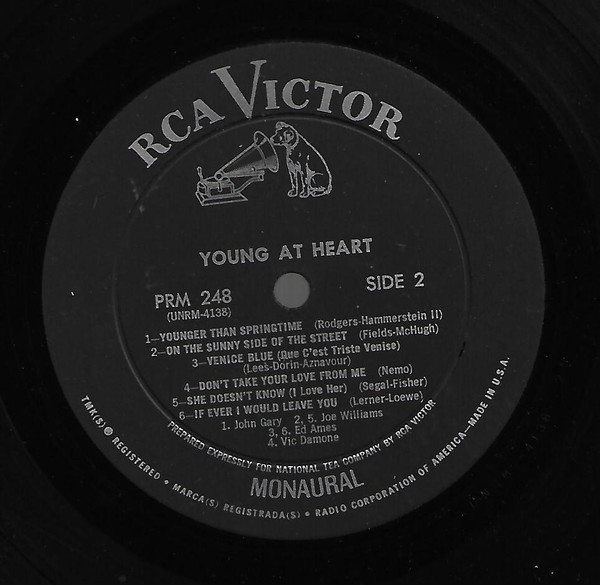 RCA VICTOR
YOUNG AT HEART
PRM 248
(UNRM-4138)
SIDE 2
1—YOUNGER THAN SPRINGTIME (Rodgers-Hammerstein II)
2—ON THE SUNNY SIDE OF THE STREET (Fields-McHugh)
3—VENICE BLUE (Que C'est Triste Venise)
(Lees-Dorin-Aznavour)
4—DON'T TAKE YOUR LOVE FROM ME (Nemo)
5—SHE DOESN'T KNOW (I Love Her) (Segal-Fisher)
6—IF EVER I WOULD LEAVE YOU (Lerner-Loewe)
1. John Gary 2, 5. Joe Williams
3, 6. Ed Ames
4. Vic Damone
PREPARED EXPRESSLY FOR NATIONAL TEA COMPANY BY RCA VICTOR
MONAURAL
TMK(S) ® REGISTERED • MARCA(S) REGISTRADA(S) • RADIO CORPORATION OF AMERICA—MADE IN U.S.A.